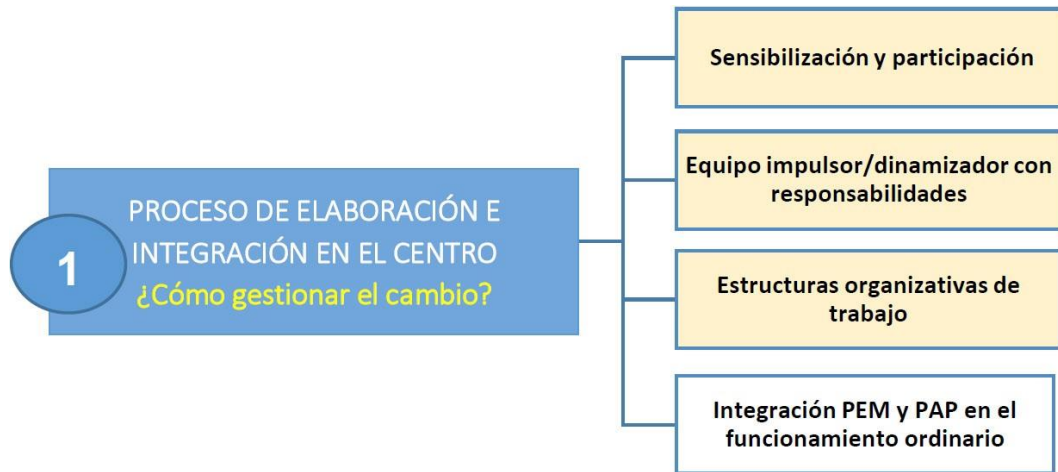 1
PROCESO DE ELABORACIÓN E
INTEGRACIÓN EN EL CENTRO
¿Cómo gestionar el cambio?
Sensibilización y participación
Equipo impulsor/dinamizador con
responsabilidades
Estructuras organizativas de
trabajo
Integración PEM y PAP en el
funcionamiento ordinario